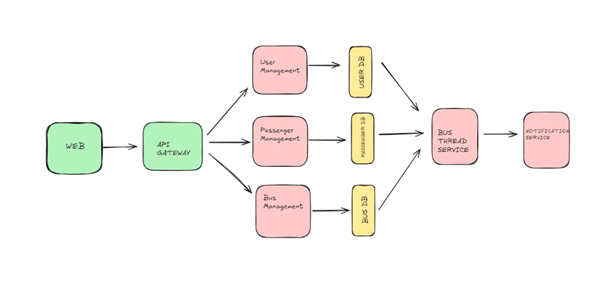 WEB
API
GATEWAY
User
Management
USER DB
Passenger
Management
PASSENGER DB
Bus
Management
BUS DB
BUS
THREAD
SERVICE
NOTIFICATION
SERVICE